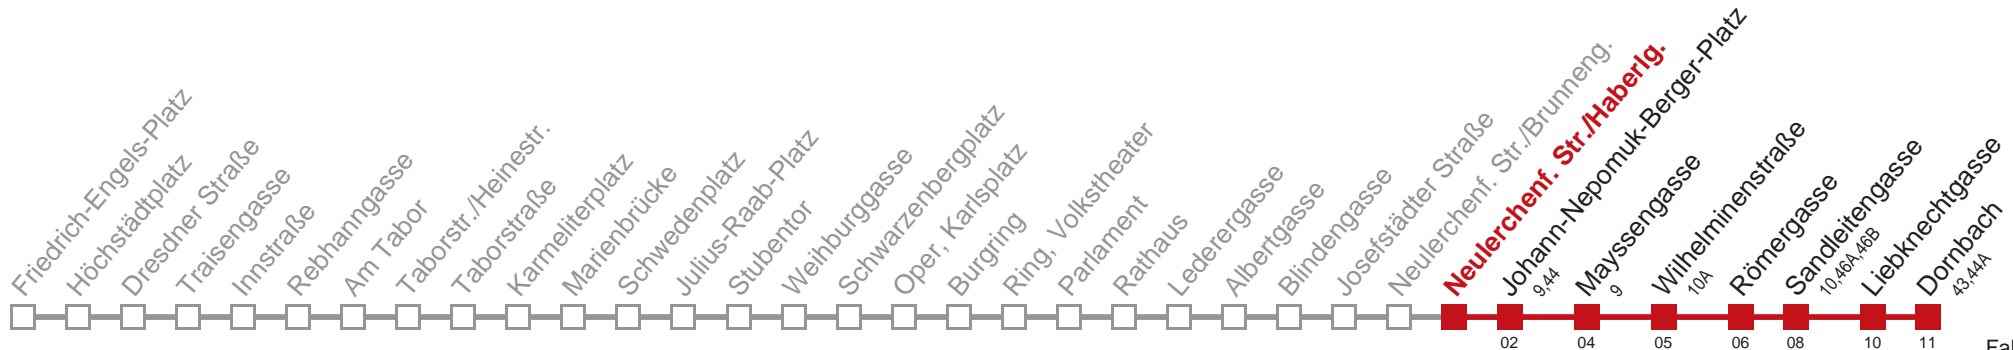 Friedrich-Engels-Platz
Höchstädtplatz
Dresdner Straße
Traisengasse
Innstraße
Rebhanngasse
Am Tabor
Taborstr./Heinestr.
Taborstraße
Karmeliterplatz
Marienbrücke
Schwedenplatz
Julius-Raab-Platz
Stubentor
Weihburggasse
Schwarzenbergplatz
Oper, Karlsplatz
Burgring
Ring, Volkstheater
Parlament
Rathaus
Lederergasse
Albertgasse
Blindengasse
Josefstädter Straße
Neulerchenf. Str./Brunneng.
Neulerchenf. Str./Haberlg.
Johann-Nepomuk-Berger-Platz
9,44
Mayssengasse
9
Wilhelminenstraße
10A
Römergasse
Sandleitengasse
10,46A,46B
Liebknechtgasse
Dornbach
43,44A
02 04 05 06 08 10 11